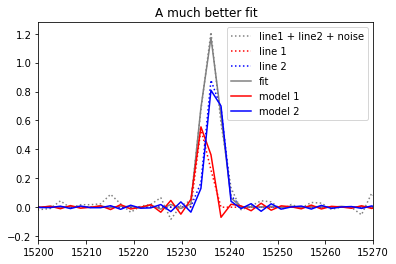 A much better fit
1.2
1.0
0.8
0.6
0.4
0.2
0.0
−0.2
line1 + line2 + noise
line 1
line 2
fit
model 1
model 2
15200 15210 15220 15230 15240 15250 15260 15270